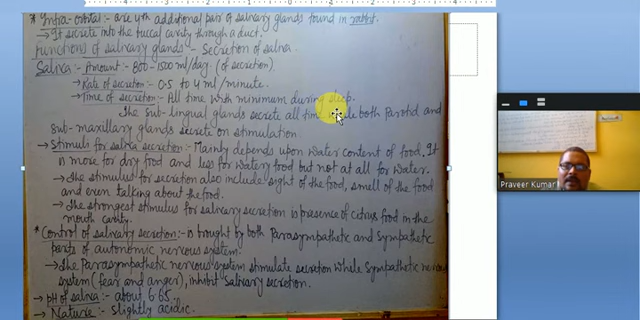 * Infra-orbital :- are 4th additional pair of salivary glands found in rabbit.
→ It secrete into the buccal cavity through a duct.
Functions of salivary glands - Secretion of saliva.
Saliva :- Amount :- 800-1500 ml/day. (of secretion)
→ Rate of secretion :- 0.5 to 4 ml/minute.
→ Time of secretion :- All time with minimum during sleep.
The sub-lingual glands secrete all time while both Parotid and
Sub-maxillary glands secrete on stimulation.
→ Stimuli for saliva secretion :- Mainly depends upon water content of food. It
is more for dry food and less for watery food but not at all for water.
→ The stimulus for secretion also include sight of the food, smell of the food
and even talking about the food.
→ The strongest stimulus for salivary secretion is presence of citrus food in the
mouth cavity.
* Control of salivary secretion :- is brought by both Parasympathetic and Sympathetic
parts of autonomic nervous system.
→ The Parasympathetic nervous system stimulate secretion while Sympathetic nervous
system (fear and anger), inhibit salivary secretion.
→ pH of saliva :- about 6.65.
→ Nature :- slightly acidic.
Praveer Kumar